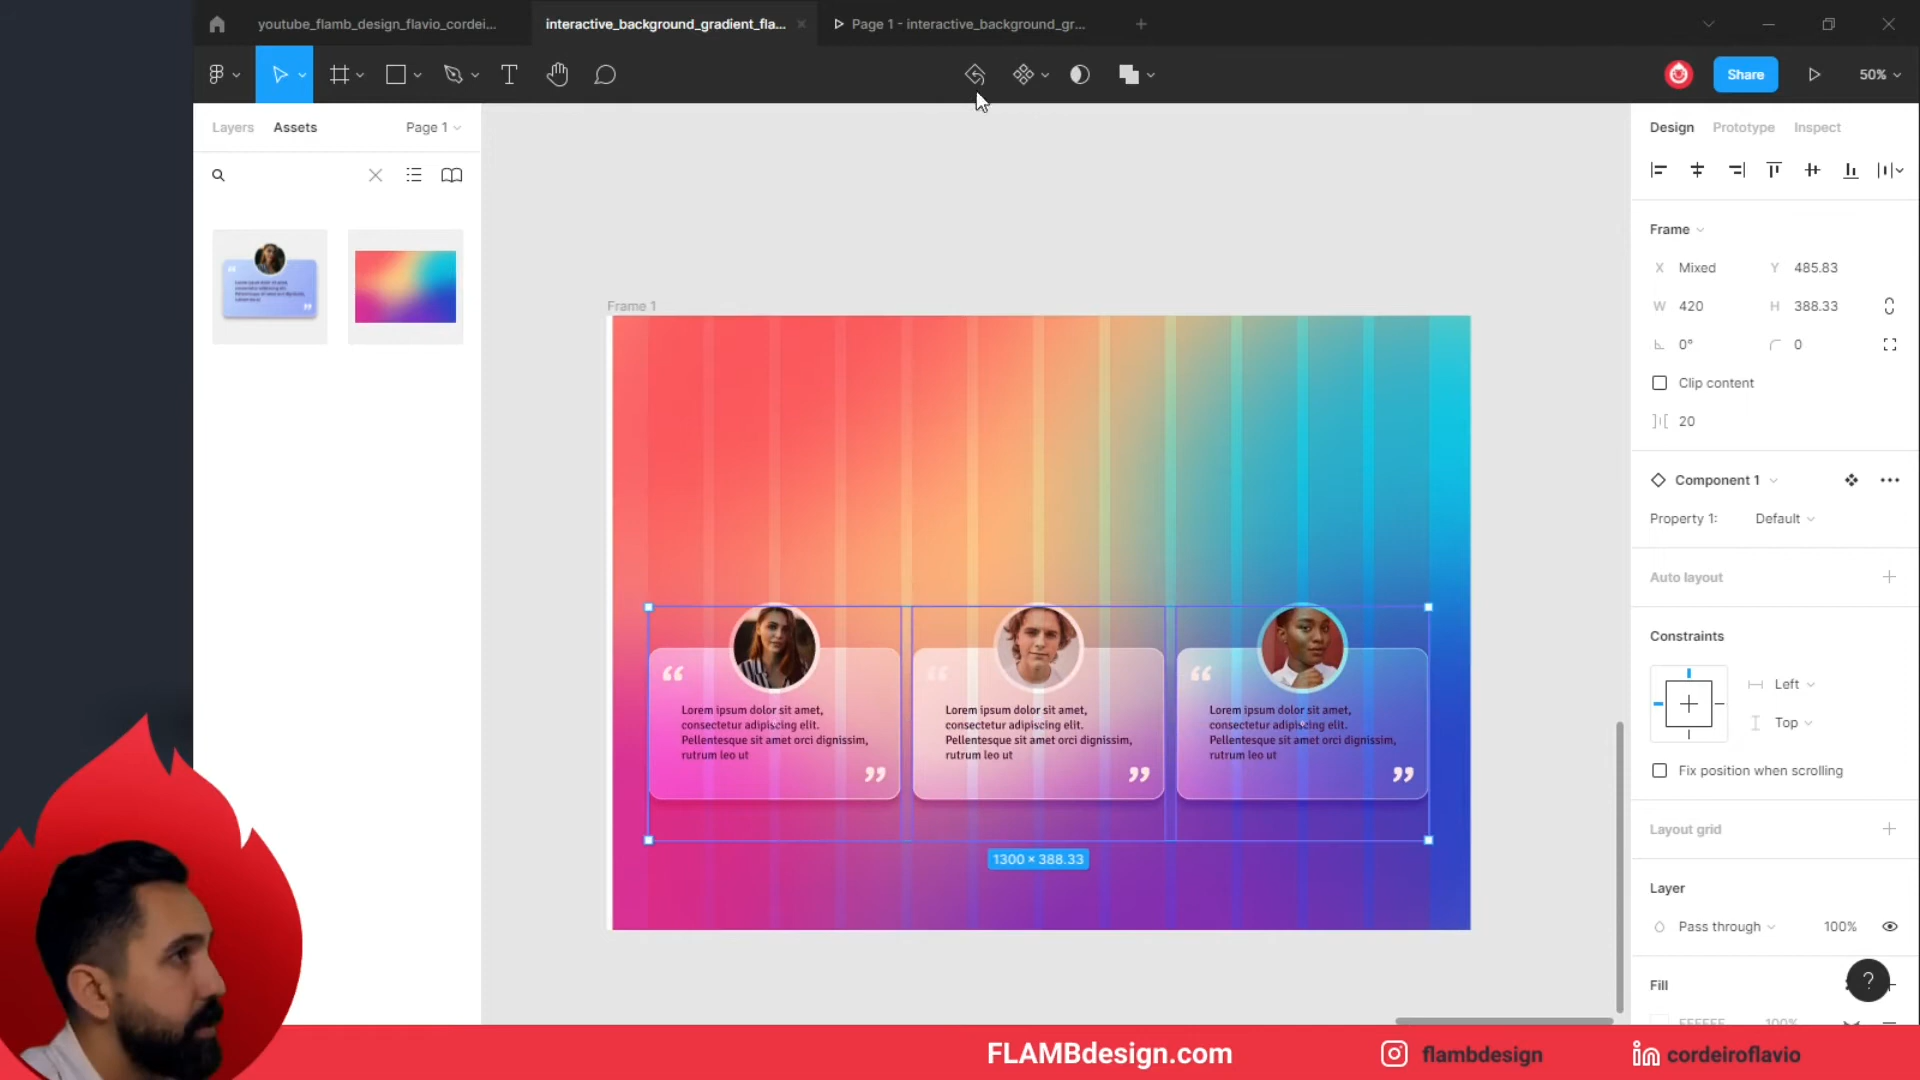 youtube_flamb_design_flavio_cordei...
interactive_background_gradient_fla...
Page 1 - interactive_background_gr...
Share
50%
Layers
Assets
Page 1
Design
Prototype
Inspect
Frame
X Mixed
Y 485.83
W 420
H 388.33
0°
0
Clip content
20
Component 1
Property 1:
Default
Auto layout
Constraints
Left
Top
Fix position when scrolling
Layout grid
Layer
Pass through
100%
Fill
?
Frame 1
“
Lorem ipsum dolor sit amet,
consectetur adipiscing elit.
Pellentesque sit amet orci dignissim,
rutrum leo ut
”
“
Lorem ipsum dolor sit amet,
consectetur adipiscing elit.
Pellentesque sit amet orci dignissim,
rutrum leo ut
”
“
Lorem ipsum dolor sit amet,
consectetur adipiscing elit.
Pellentesque sit amet orci dignissim,
rutrum leo ut
”
1300 × 388.33
FLAMBdesign.com
flambdesign
in cordeiroflavio